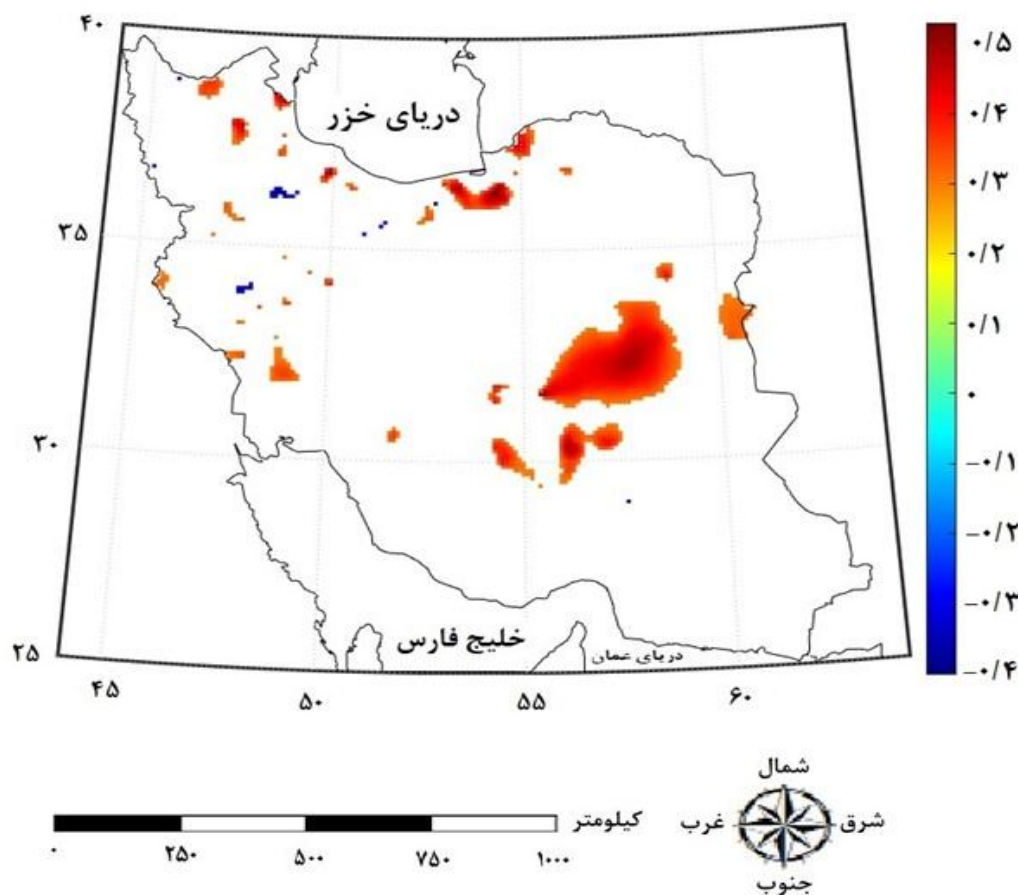 ۴۰
دریای خزر
۳۵
۳۰
۲۵
خلیج فارس
دریای عمان
۴۵
۵۰
۵۵
۶۰
۰/۵
۰/۴
۰/۳
۰/۲
۰/۱
۰
−۰/۱
−۰/۲
−۰/۳
−۰/۴
کیلومتر
۰
۲۵۰
۵۰۰
۷۵۰
۱۰۰۰
شمال
شرق
غرب
جنوب